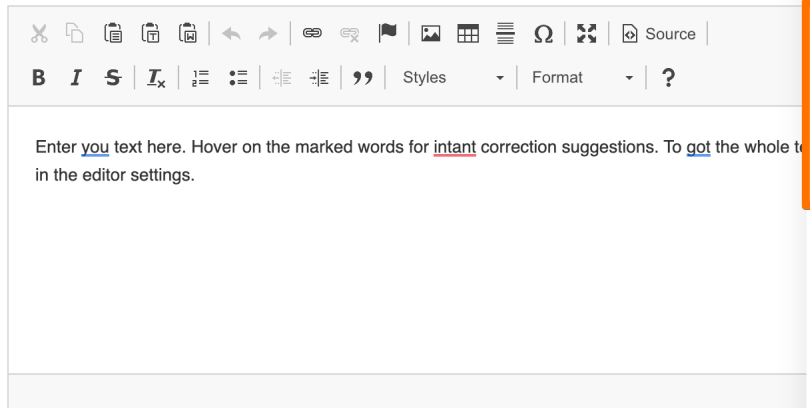 Source
B I S Tx Styles Format ?
Enter you text here. Hover on the marked words for intant correction suggestions. To got the whole
in the editor settings.